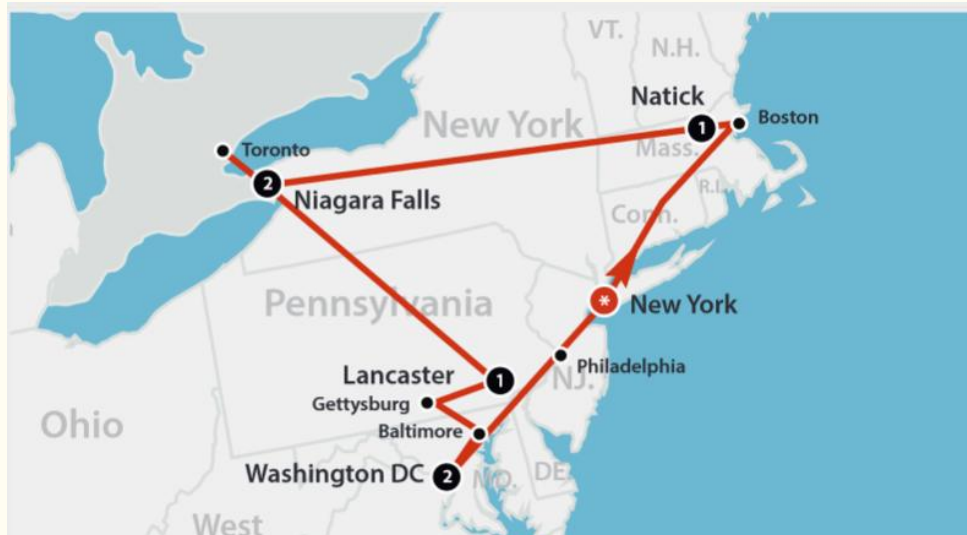 VT.
N.H.
Natick
1
Boston
New York
Mass.
Toronto
2
Niagara Falls
R.I.
Conn.
Pennsylvania
*
New York
Lancaster
1
Philadelphia
NJ.
Gettysburg
Ohio
Baltimore
Washington DC
2
MD.
DE.
West